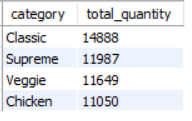 category total_quantity
Classic 14888
Supreme 11987
Veggie 11649
Chicken 11050